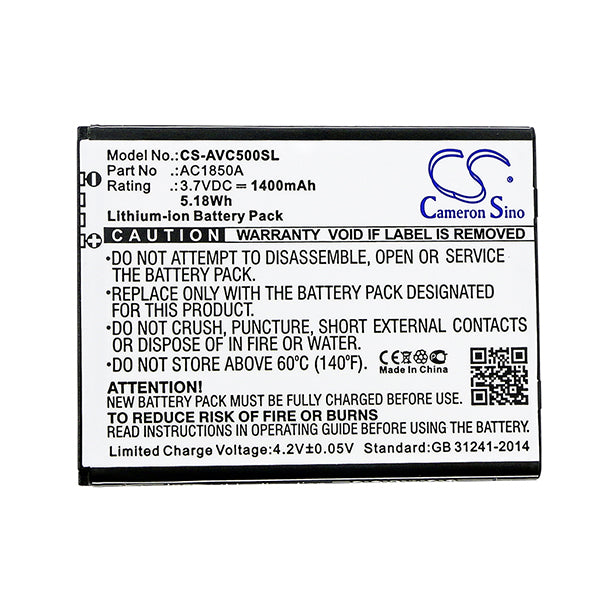 Model No.:CS-AVC500SL
Part No :AC1850A
Rating :3.7VDC ⎓ 1400mAh
5.18Wh
Lithium-ion Battery Pack
CS
Cameron Sino
CAUTION WARRANTY VOID IF LABEL IS REMOVED
•DO NOT ATTEMPT TO DISASSEMBLE, OPEN OR SERVICE
THE BATTERY PACK.
•REPLACE ONLY WITH THE BATTERY PACK DESIGNATED FOR
THIS PRODUCT.
•DO NOT CRUSH, PUNCTURE, SHORT EXTERNAL CONTACTS
OR DISPOSE OF IN FIRE OR WATER.
•DO NOT STORE ABOVE 60°C (140°F).
CE
Made In China
ATTENTION!
NEW BATTERY PACK MUST BE FULLY CHARGED BEFORE USE
TO REDUCE RISK OF FIRE OR BURNS
READ USER MANUAL BEFORE USING THIS BATTERY PACK
Limited Charge Voltage:4.2V±0.05V Standard:GB 31241-2014